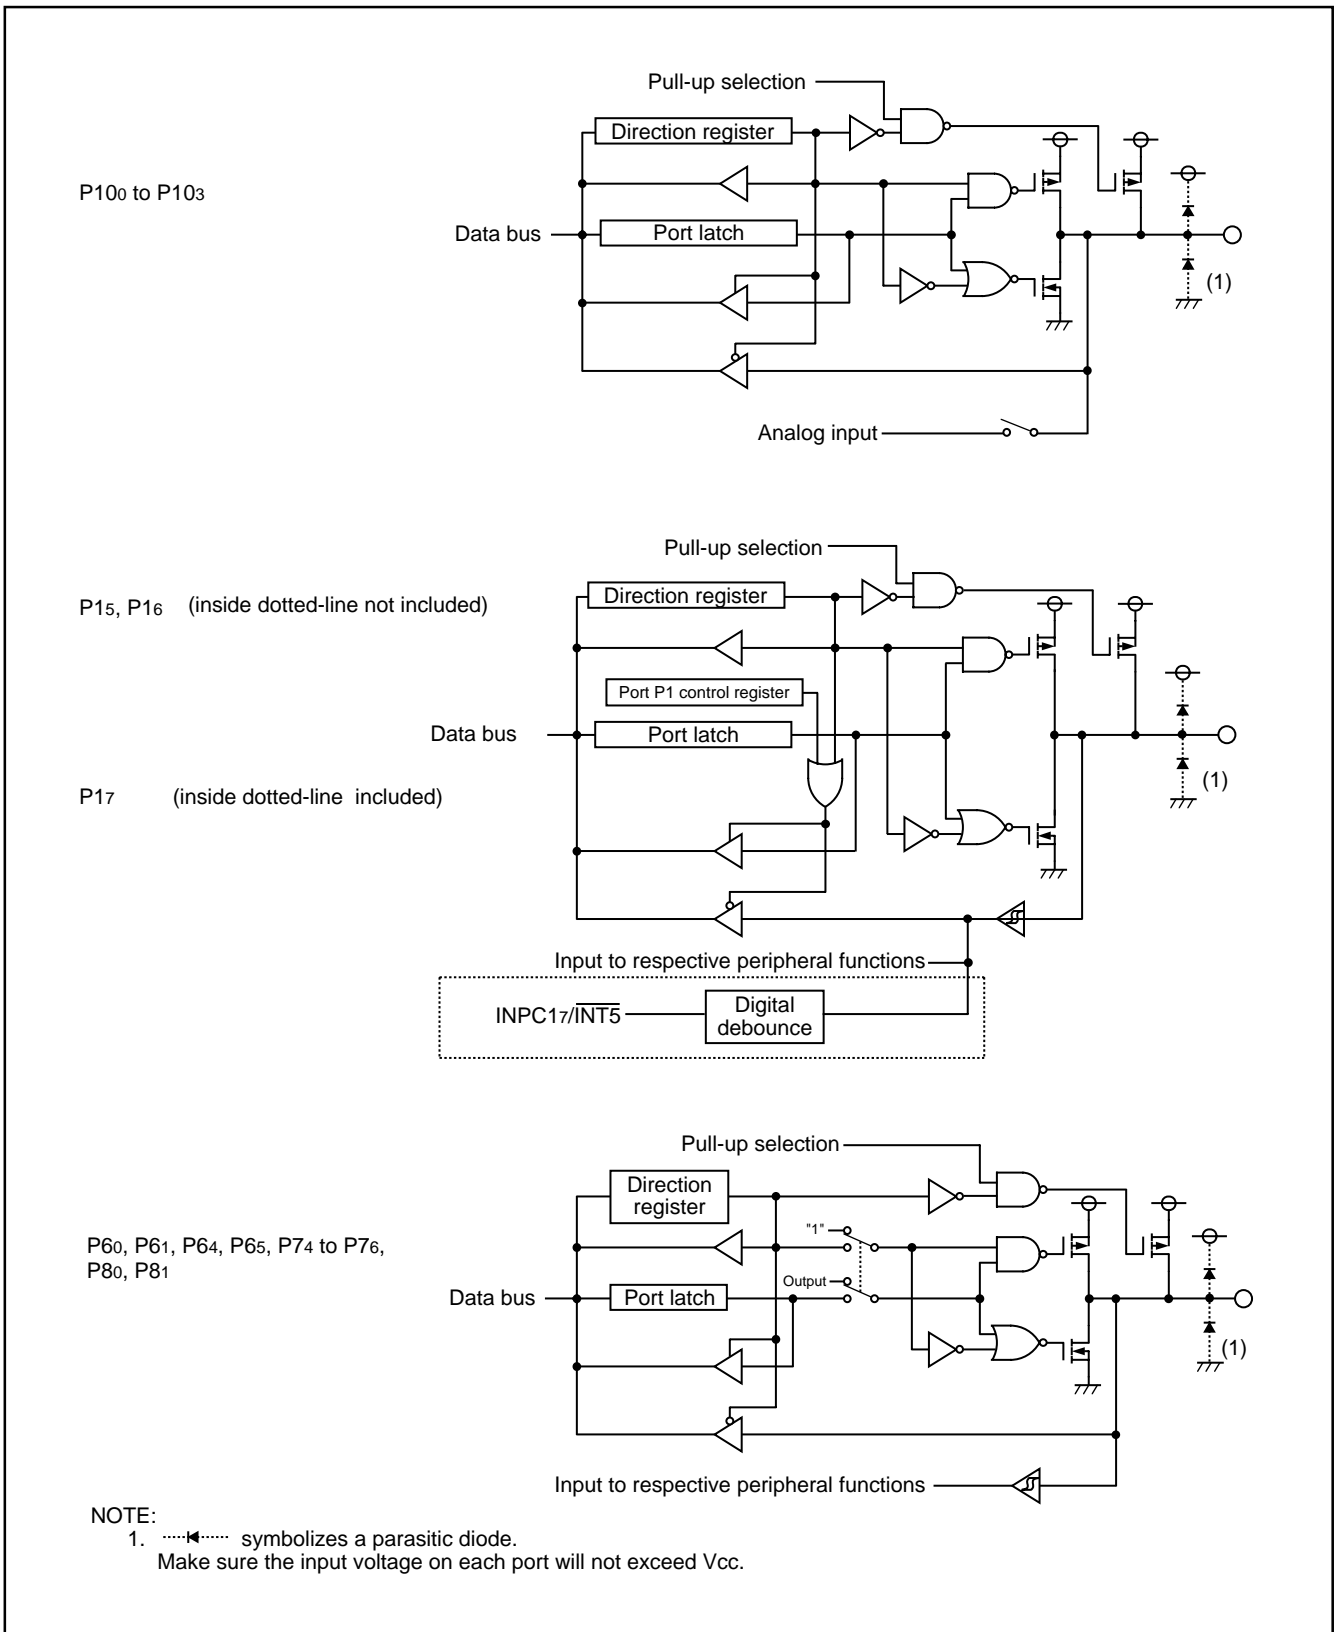 Pull-up selection
Direction register
P100 to P103
Data bus
Port latch
(1)
Analog input
Pull-up selection
P15, P16 (inside dotted-line not included)
Direction register
Port P1 control register
Data bus
Port latch
(1)
P17 (inside dotted-line included)
Input to respective peripheral functions
INPC17/INT5
Digital
debounce
Pull-up selection
Direction
register
"1"
P60, P61, P64, P65, P74 to P76,
P80, P81
Output
Data bus
Port latch
(1)
Input to respective peripheral functions
NOTE:
1. symbolizes a parasitic diode.
Make sure the input voltage on each port will not exceed Vcc.